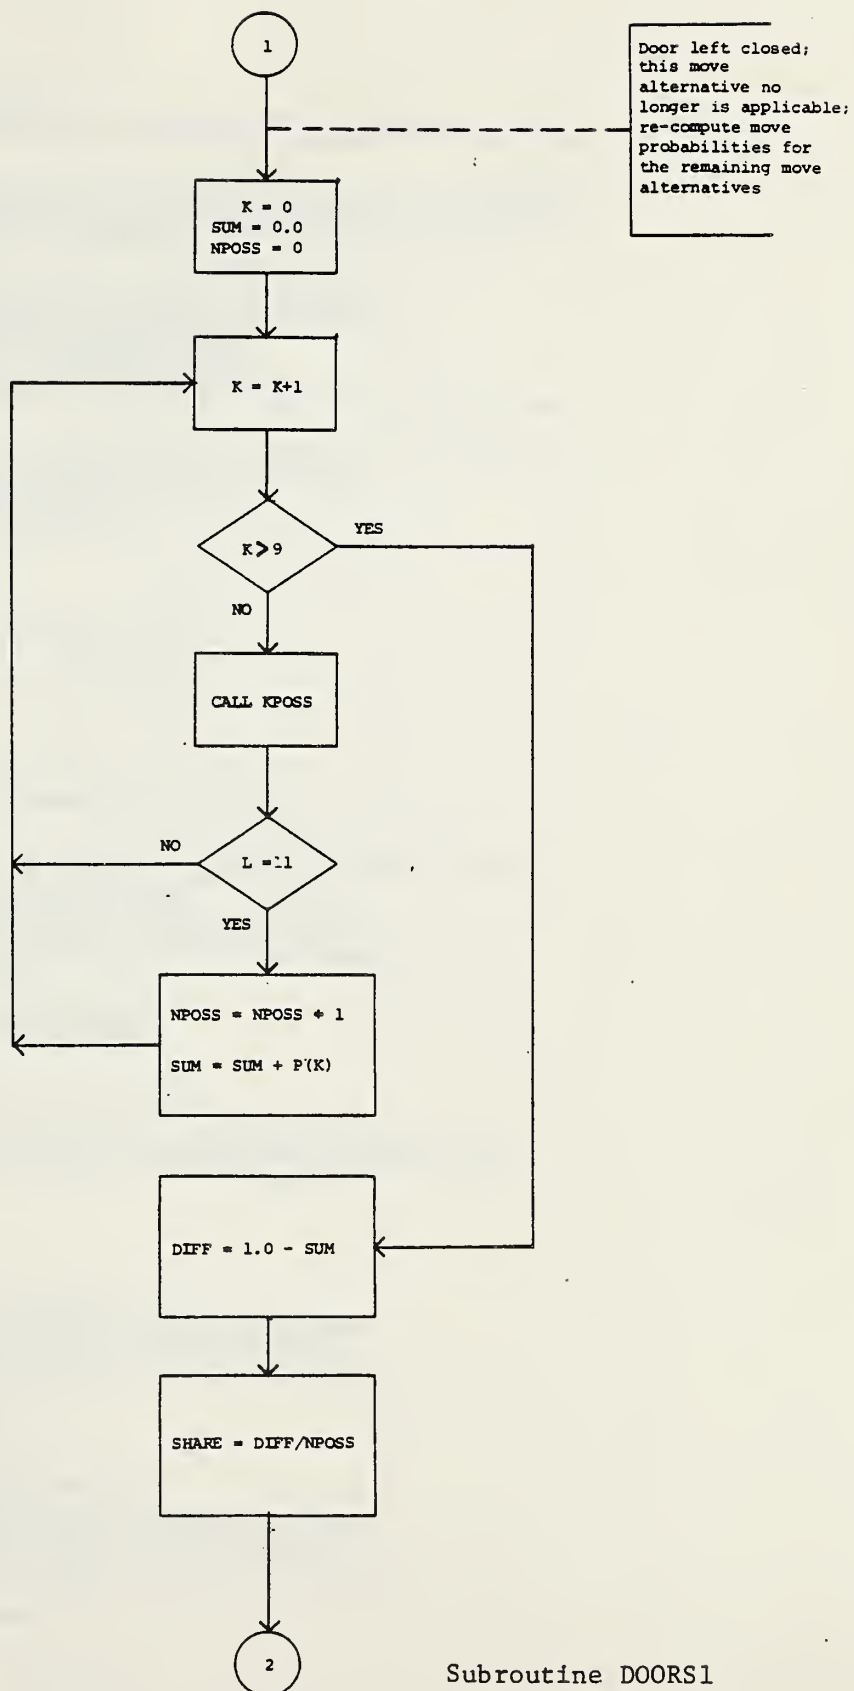 1
Door left closed;
this move
alternative no
longer is applicable;
re-compute move
probabilities for
the remaining move
alternatives
K = 0
SUM = 0.0
NPOSS = 0
K = K+1
K > 9
YES
NO
CALL KPOSS
NO
L = 11
YES
NPOSS = NPOSS + 1
SUM = SUM + P(K)
DIFF = 1.0 - SUM
SHARE = DIFF/NPOSS
2
Subroutine DOORS1